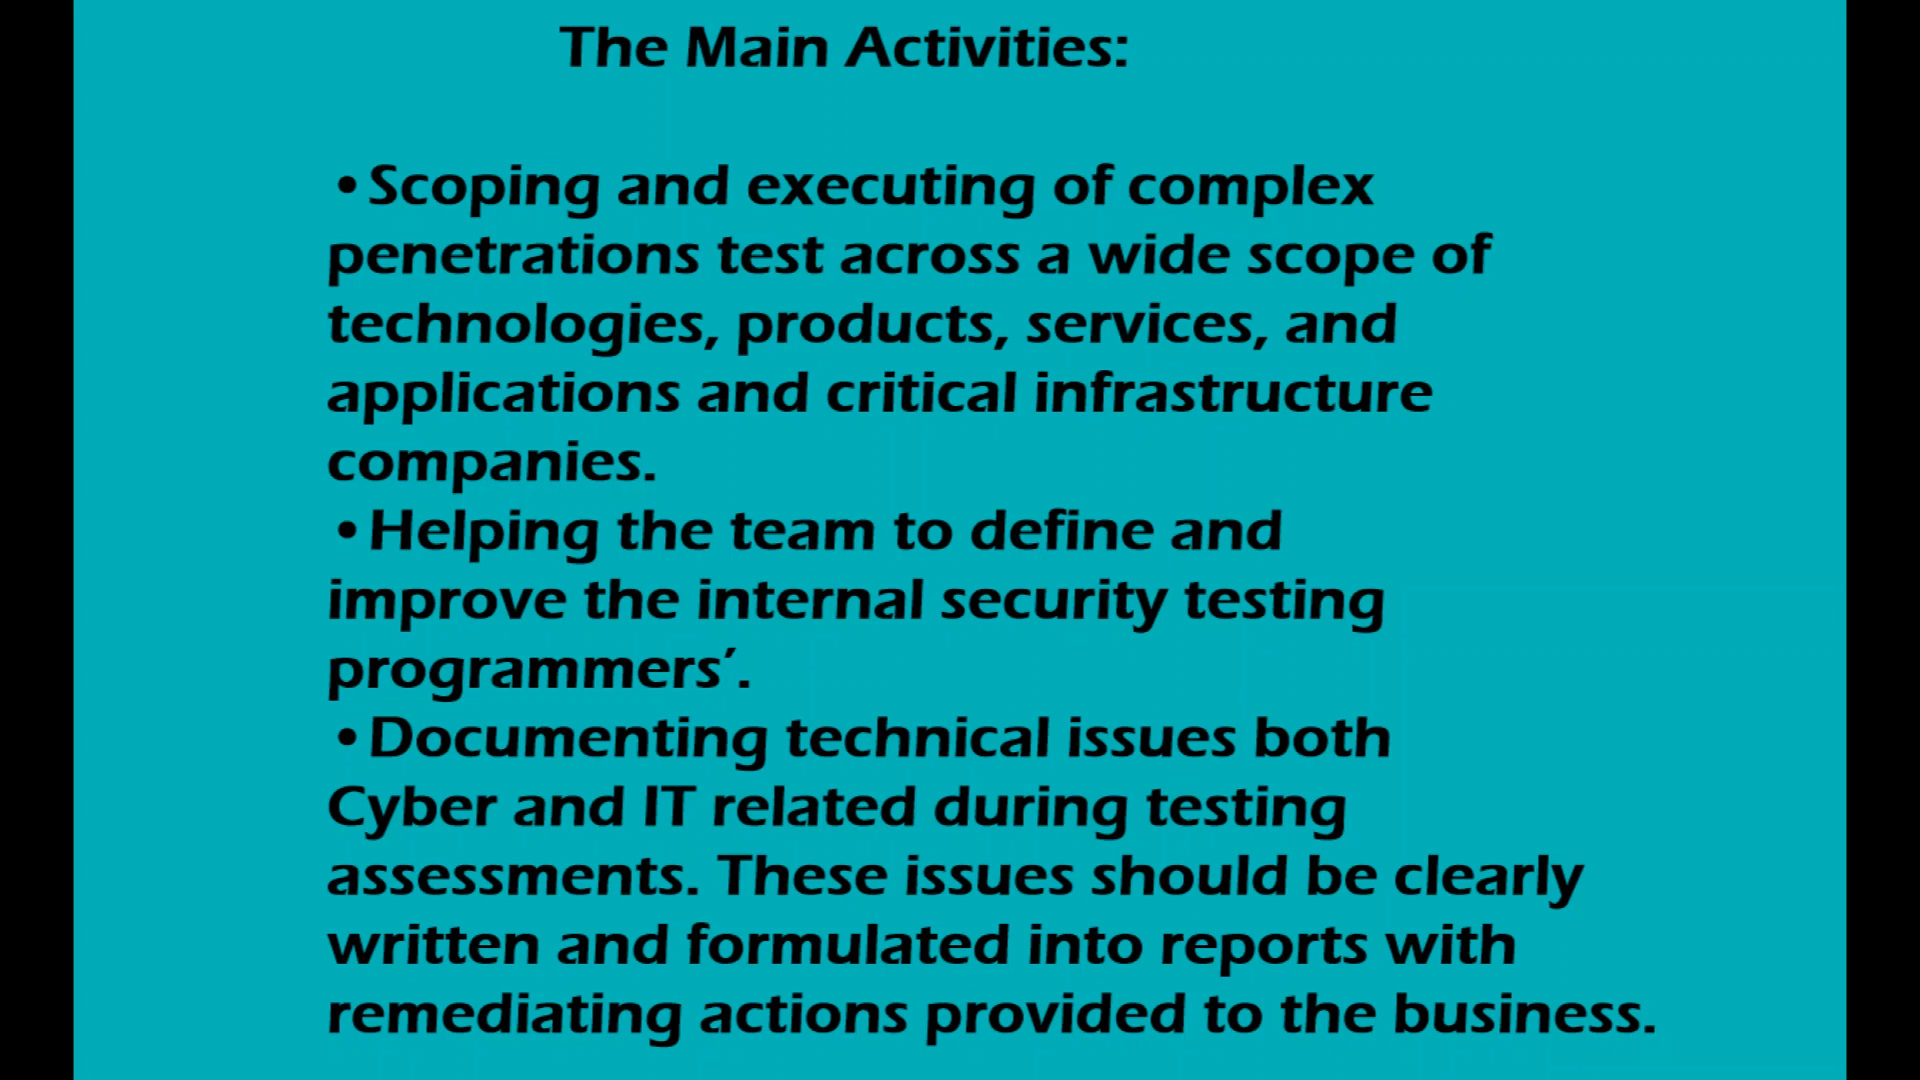 The Main Activities:
•Scoping and executing of complex
penetrations test across a wide scope of
technologies, products, services, and
applications and critical infrastructure
companies.
•Helping the team to define and
improve the internal security testing
programmers’.
•Documenting technical issues both
Cyber and IT related during testing
assessments. These issues should be clearly
written and formulated into reports with
remediating actions provided to the business.